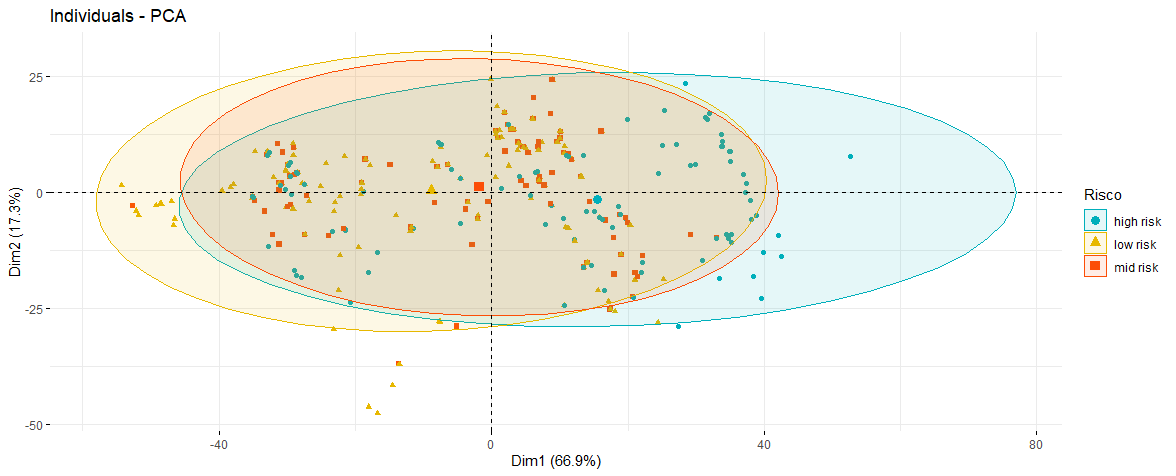 Individuals - PCA
Dim2 (17.3%)
25
0
-25
-50
-40
0
40
80
Dim1 (66.9%)
Risco
high risk
low risk
mid risk